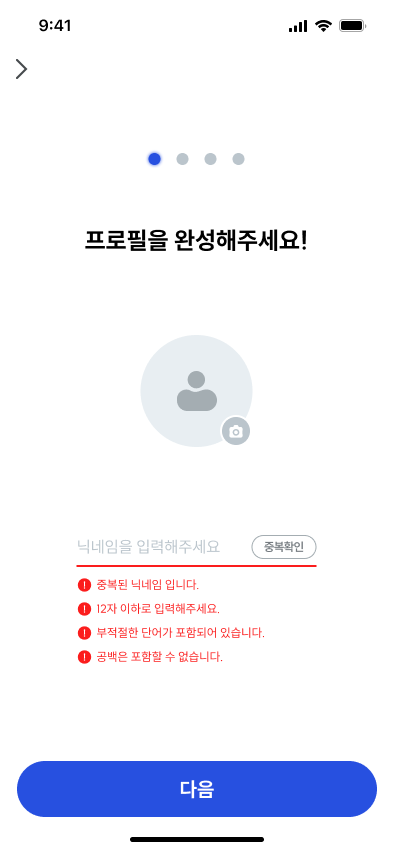 9:41
프로필을 완성해주세요!
닉네임을 입력해주세요
중복확인
중복된 닉네임 입니다.
12자 이하로 입력해주세요.
부적절한 단어가 포함되어 있습니다.
공백은 포함할 수 없습니다.
다음